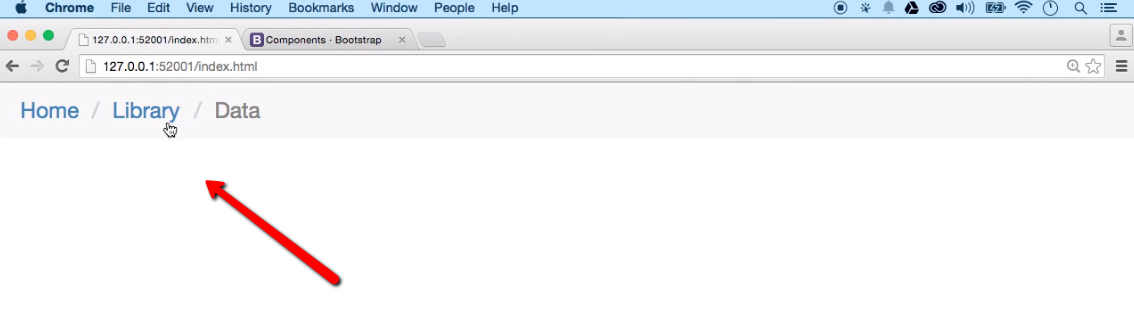 Chrome File Edit View History Bookmarks Window People Help
127.0.0.1:52001/index.htm B Components · Bootstrap
127.0.0.1:52001/index.html
Home / Library / Data